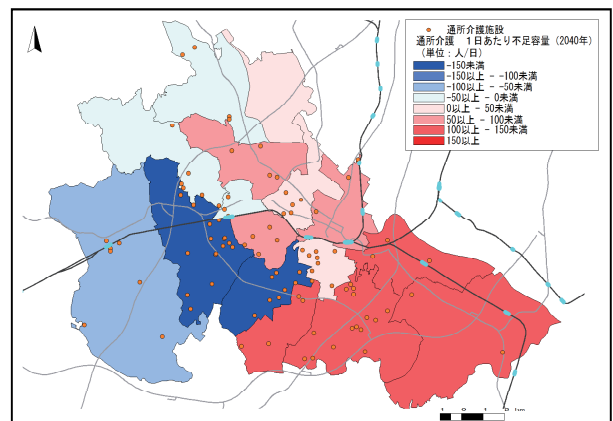 通所介護施設
通所介護 1日あたり不足容量（2040年）
（単位：人/日）
-150未満
-150以上 - -100未満
-100以上 - -50未満
-50以上 - 0未満
0以上 - 50未満
50以上 - 100未満
100以上 - 150未満
150以上